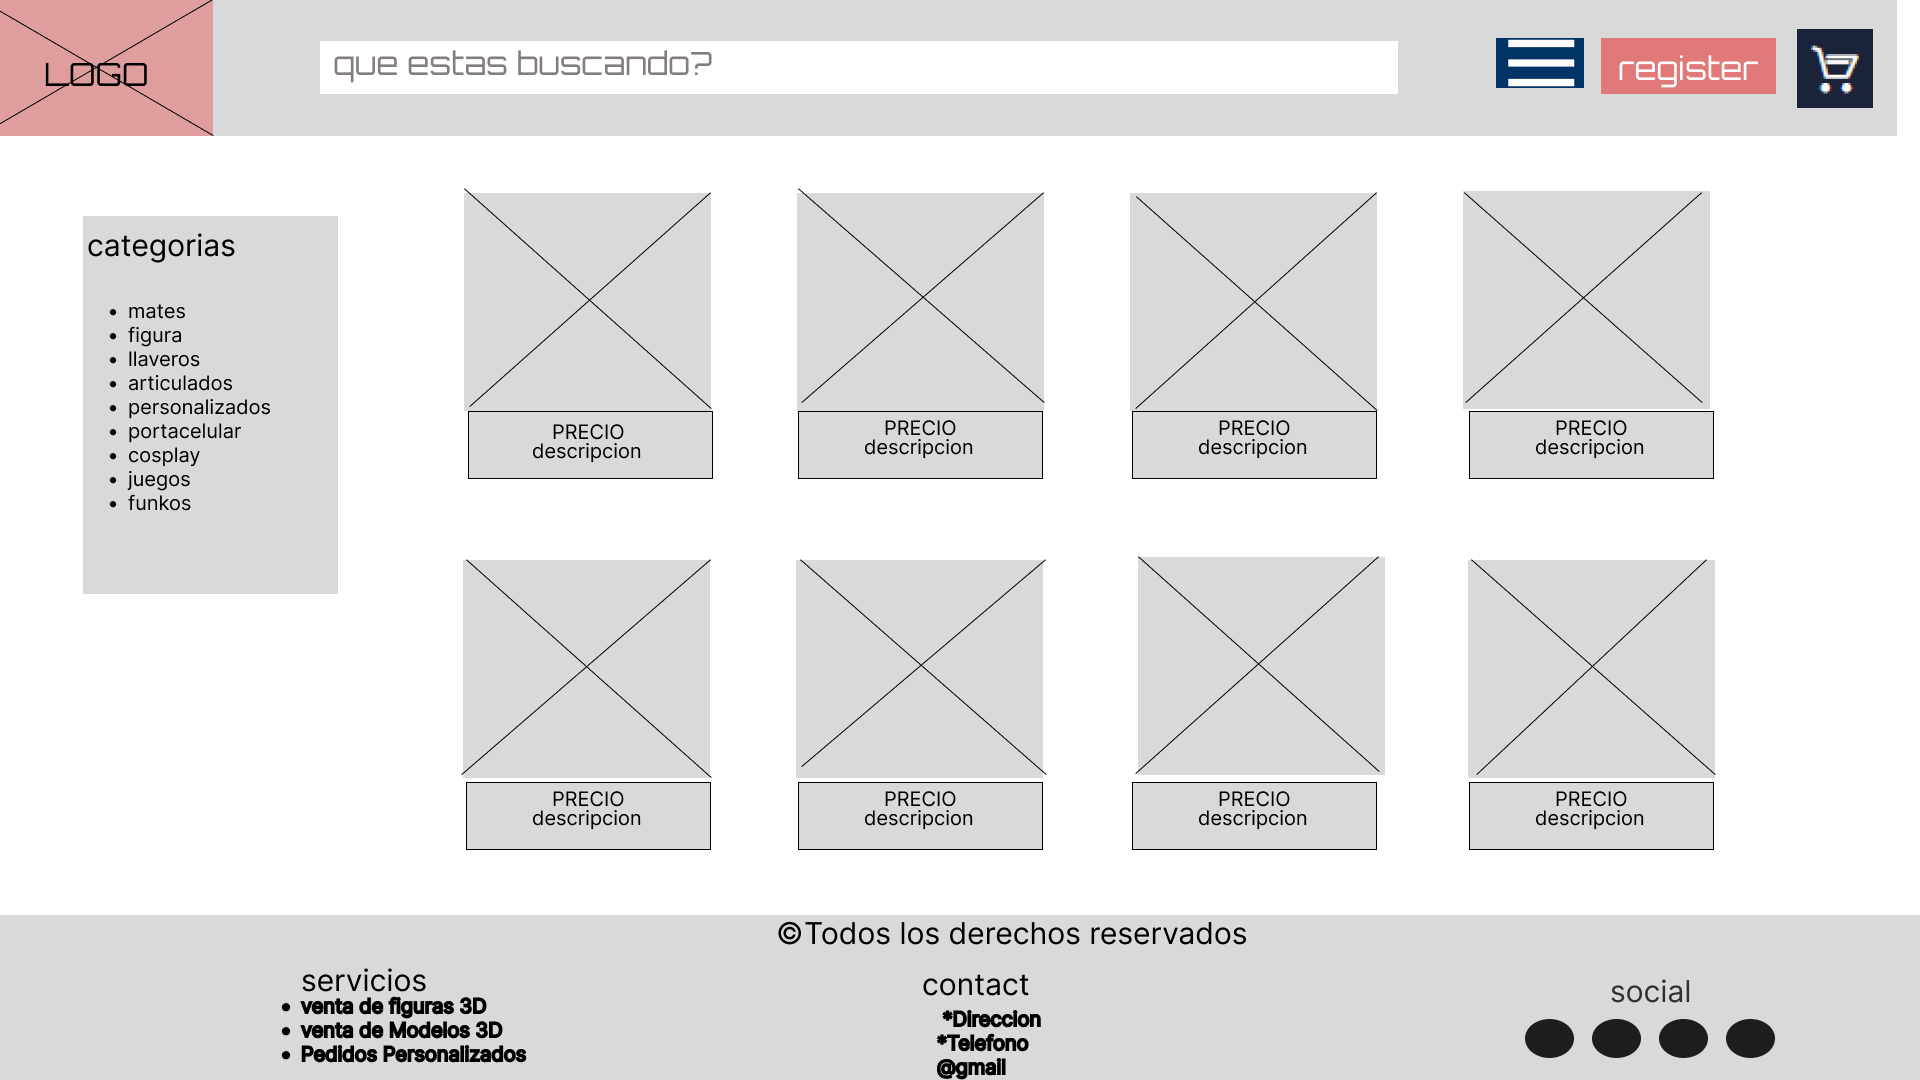 LOGO
que estas buscando?
register
categorias
mates
figura
llaveros
articulados
personalizados
portacelular
cosplay
juegos
funkos
PRECIO
descripcion
PRECIO
descripcion
PRECIO
descripcion
PRECIO
descripcion
PRECIO
descripcion
PRECIO
descripcion
PRECIO
descripcion
PRECIO
descripcion
©Todos los derechos reservados
servicios
venta de figuras 3D
venta de Modelos 3D
Pedidos Personalizados
contact
*Direccion
*Telefono
@gmail
social